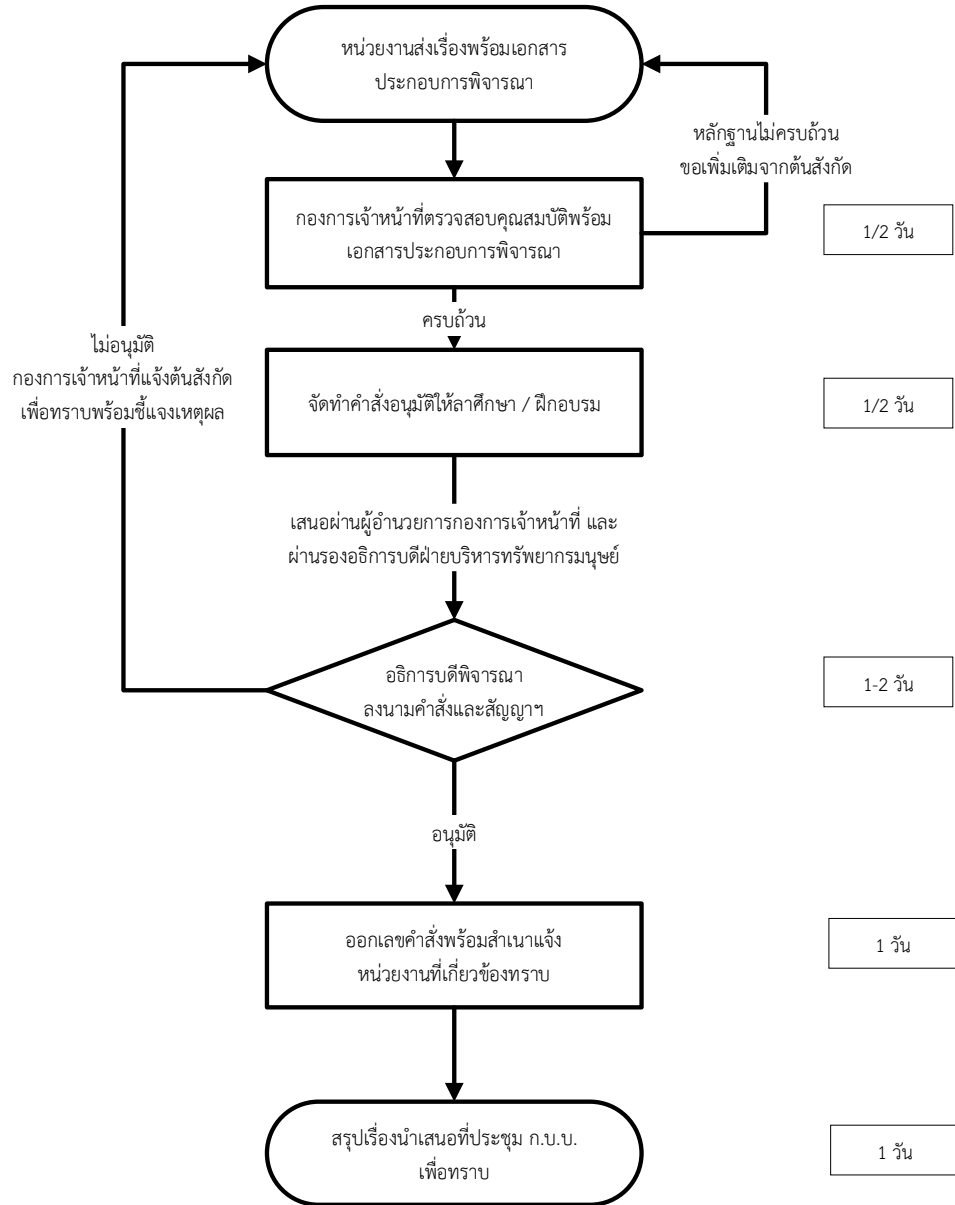 หน่วยงานส่งเรื่องพร้อมเอกสาร
ประกอบการพิจารณา
หลักฐานไม่ครบถ้วน
ขอเพิ่มเติมจากต้นสังกัด
กองการเจ้าหน้าที่ตรวจสอบคุณสมบัติพร้อม
เอกสารประกอบการพิจารณา
1/2 วัน
ครบถ้วน
ไม่อนุมัติ
กองการเจ้าหน้าที่แจ้งต้นสังกัด
เพื่อทราบพร้อมชี้แจงเหตุผล
จัดทำคำสั่งอนุมัติให้ลาศึกษา / ฝึกอบรม
1/2 วัน
เสนอผ่านผู้อำนวยการกองการเจ้าหน้าที่ และ
ผ่านรองอธิการบดีฝ่ายบริหารทรัพยากรมนุษย์
อธิการบดีพิจารณา
ลงนามคำสั่งและสัญญาฯ
1-2 วัน
อนุมัติ
ออกเลขคำสั่งพร้อมสำเนาแจ้ง
หน่วยงานที่เกี่ยวข้องทราบ
1 วัน
สรุปเรื่องนำเสนอที่ประชุม ก.บ.บ.
เพื่อทราบ
1 วัน